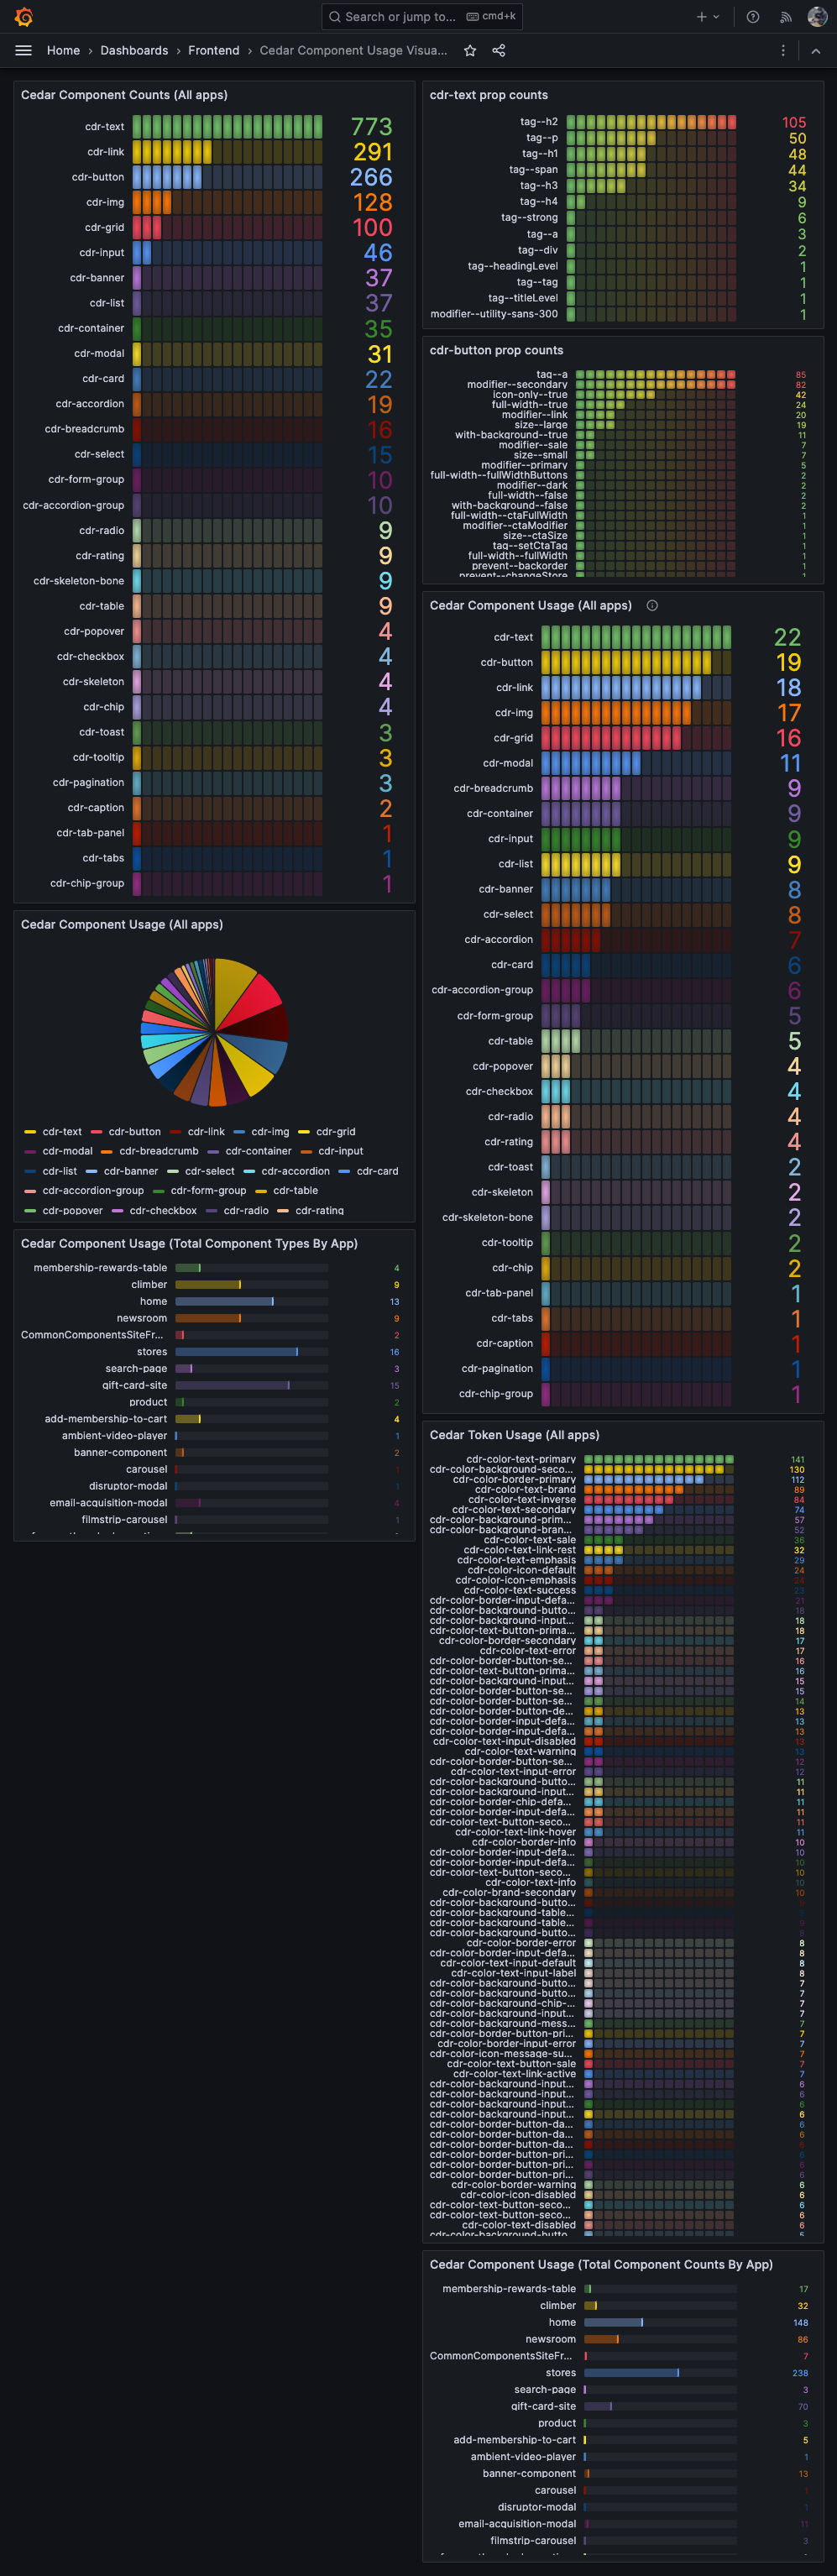 Search or jump to... cmd+k
Home › Dashboards › Frontend › Cedar Component Usage Visua...
Cedar Component Counts (All apps)
cdr-text 773
cdr-link 291
cdr-button 266
cdr-img 128
cdr-grid 100
cdr-input 46
cdr-banner 37
cdr-list 37
cdr-container 35
cdr-modal 31
cdr-card 22
cdr-accordion 19
cdr-breadcrumb 16
cdr-select 15
cdr-form-group 10
cdr-accordion-group 10
cdr-radio 9
cdr-rating 9
cdr-skeleton-bone 9
cdr-table 9
cdr-popover 4
cdr-checkbox 4
cdr-skeleton 4
cdr-chip 4
cdr-toast 3
cdr-tooltip 3
cdr-pagination 3
cdr-caption 2
cdr-tab-panel 1
cdr-tabs 1
cdr-chip-group 1
Cedar Component Usage (All apps)
cdr-text cdr-button cdr-link cdr-img cdr-grid
cdr-modal cdr-breadcrumb cdr-container cdr-input
cdr-list cdr-banner cdr-select cdr-accordion cdr-card
cdr-accordion-group cdr-form-group cdr-table
cdr-popover cdr-checkbox cdr-radio cdr-rating
Cedar Component Usage (Total Component Types By App)
membership-rewards-table 4
climber 9
home 13
newsroom 9
CommonComponentsSiteFr... 2
stores 16
search-page 3
gift-card-site 15
product 2
add-membership-to-cart 4
ambient-video-player 1
banner-component 2
carousel 1
disruptor-modal 1
email-acquisition-modal 4
filmstrip-carousel 1
cdr-text prop counts
tag--h2 105
tag--p 50
tag--h1 48
tag--span 44
tag--h3 34
tag--h4 9
tag--strong 6
tag--a 3
tag--div 2
tag--headingLevel 1
tag--tag 1
tag--titleLevel 1
modifier--utility-sans-300 1
cdr-button prop counts
tag--a 85
modifier--secondary 82
icon-only--true 42
full-width--true 24
modifier--link 20
size--large 19
with-background--true 11
modifier--sale 7
size--small 7
modifier--primary 5
full-width--fullWidthButtons 2
modifier--dark 2
full-width--false 2
with-background--false 2
full-width--ctaFullWidth 1
modifier--ctaModifier 1
size--ctaSize 1
tag--setCtaTag 1
full-width--fullWidth 1
prevent--backorder 1
prevent--changeStore 1
Cedar Component Usage (All apps)
cdr-text 22
cdr-button 19
cdr-link 18
cdr-img 17
cdr-grid 16
cdr-modal 11
cdr-breadcrumb 9
cdr-container 9
cdr-input 9
cdr-list 9
cdr-banner 8
cdr-select 8
cdr-accordion 7
cdr-card 6
cdr-accordion-group 6
cdr-form-group 5
cdr-table 5
cdr-popover 4
cdr-checkbox 4
cdr-radio 4
cdr-rating 4
cdr-toast 2
cdr-skeleton 2
cdr-skeleton-bone 2
cdr-tooltip 2
cdr-chip 2
cdr-tab-panel 1
cdr-tabs 1
cdr-caption 1
cdr-pagination 1
cdr-chip-group 1
Cedar Token Usage (All apps)
cdr-color-text-primary 141
cdr-color-background-seco... 130
cdr-color-border-primary 112
cdr-color-text-brand 89
cdr-color-text-inverse 84
cdr-color-text-secondary 74
cdr-color-background-prim... 57
cdr-color-background-bran... 52
cdr-color-text-sale 36
cdr-color-text-link-rest 32
cdr-color-text-emphasis 29
cdr-color-icon-default 24
cdr-color-icon-emphasis 24
cdr-color-text-success 23
cdr-color-border-input-defa... 21
cdr-color-background-butto... 18
cdr-color-background-input... 18
cdr-color-text-button-prima... 18
cdr-color-border-secondary 17
cdr-color-text-error 17
cdr-color-border-button-se... 16
cdr-color-text-button-prima... 16
cdr-color-background-input... 15
cdr-color-border-button-se... 15
cdr-color-border-button-se... 14
cdr-color-border-button-de... 13
cdr-color-border-input-defa... 13
cdr-color-border-input-defa... 13
cdr-color-text-input-disabled 13
cdr-color-text-warning 13
cdr-color-border-button-se... 12
cdr-color-text-input-error 12
cdr-color-background-butto... 11
cdr-color-background-input... 11
cdr-color-border-chip-defa... 11
cdr-color-border-input-defa... 11
cdr-color-text-button-seco... 11
cdr-color-text-link-hover 11
cdr-color-border-info 10
cdr-color-border-input-defa... 10
cdr-color-border-input-defa... 10
cdr-color-text-button-seco... 10
cdr-color-text-info 10
cdr-color-brand-secondary 10
cdr-color-background-butto...
cdr-color-background-table...
cdr-color-background-table...
cdr-color-background-butto...
cdr-color-border-error 8
cdr-color-border-input-defa... 8
cdr-color-text-input-default 8
cdr-color-text-input-label 8
cdr-color-background-butto... 7
cdr-color-background-butto... 7
cdr-color-background-chip-... 7
cdr-color-background-input... 7
cdr-color-background-mess... 7
cdr-color-border-button-pri... 7
cdr-color-border-input-error 7
cdr-color-icon-message-su... 7
cdr-color-text-button-sale 7
cdr-color-text-link-active 7
cdr-color-background-input... 6
cdr-color-background-input... 6
cdr-color-background-input... 6
cdr-color-background-input... 6
cdr-color-border-button-da... 6
cdr-color-border-button-da... 6
cdr-color-border-button-da... 6
cdr-color-border-button-pri... 6
cdr-color-border-button-pri... 6
cdr-color-border-button-pri... 6
cdr-color-border-warning 6
cdr-color-icon-disabled 6
cdr-color-text-button-seco... 6
cdr-color-text-button-seco... 6
cdr-color-text-disabled 6
cdr-color-background-butto... 5
Cedar Component Usage (Total Component Counts By App)
membership-rewards-table 17
climber 32
home 148
newsroom 86
CommonComponentsSiteFr... 7
stores 238
search-page 3
gift-card-site 70
product 3
add-membership-to-cart 5
ambient-video-player 1
banner-component 13
carousel 1
disruptor-modal 1
email-acquisition-modal 11
filmstrip-carousel 3